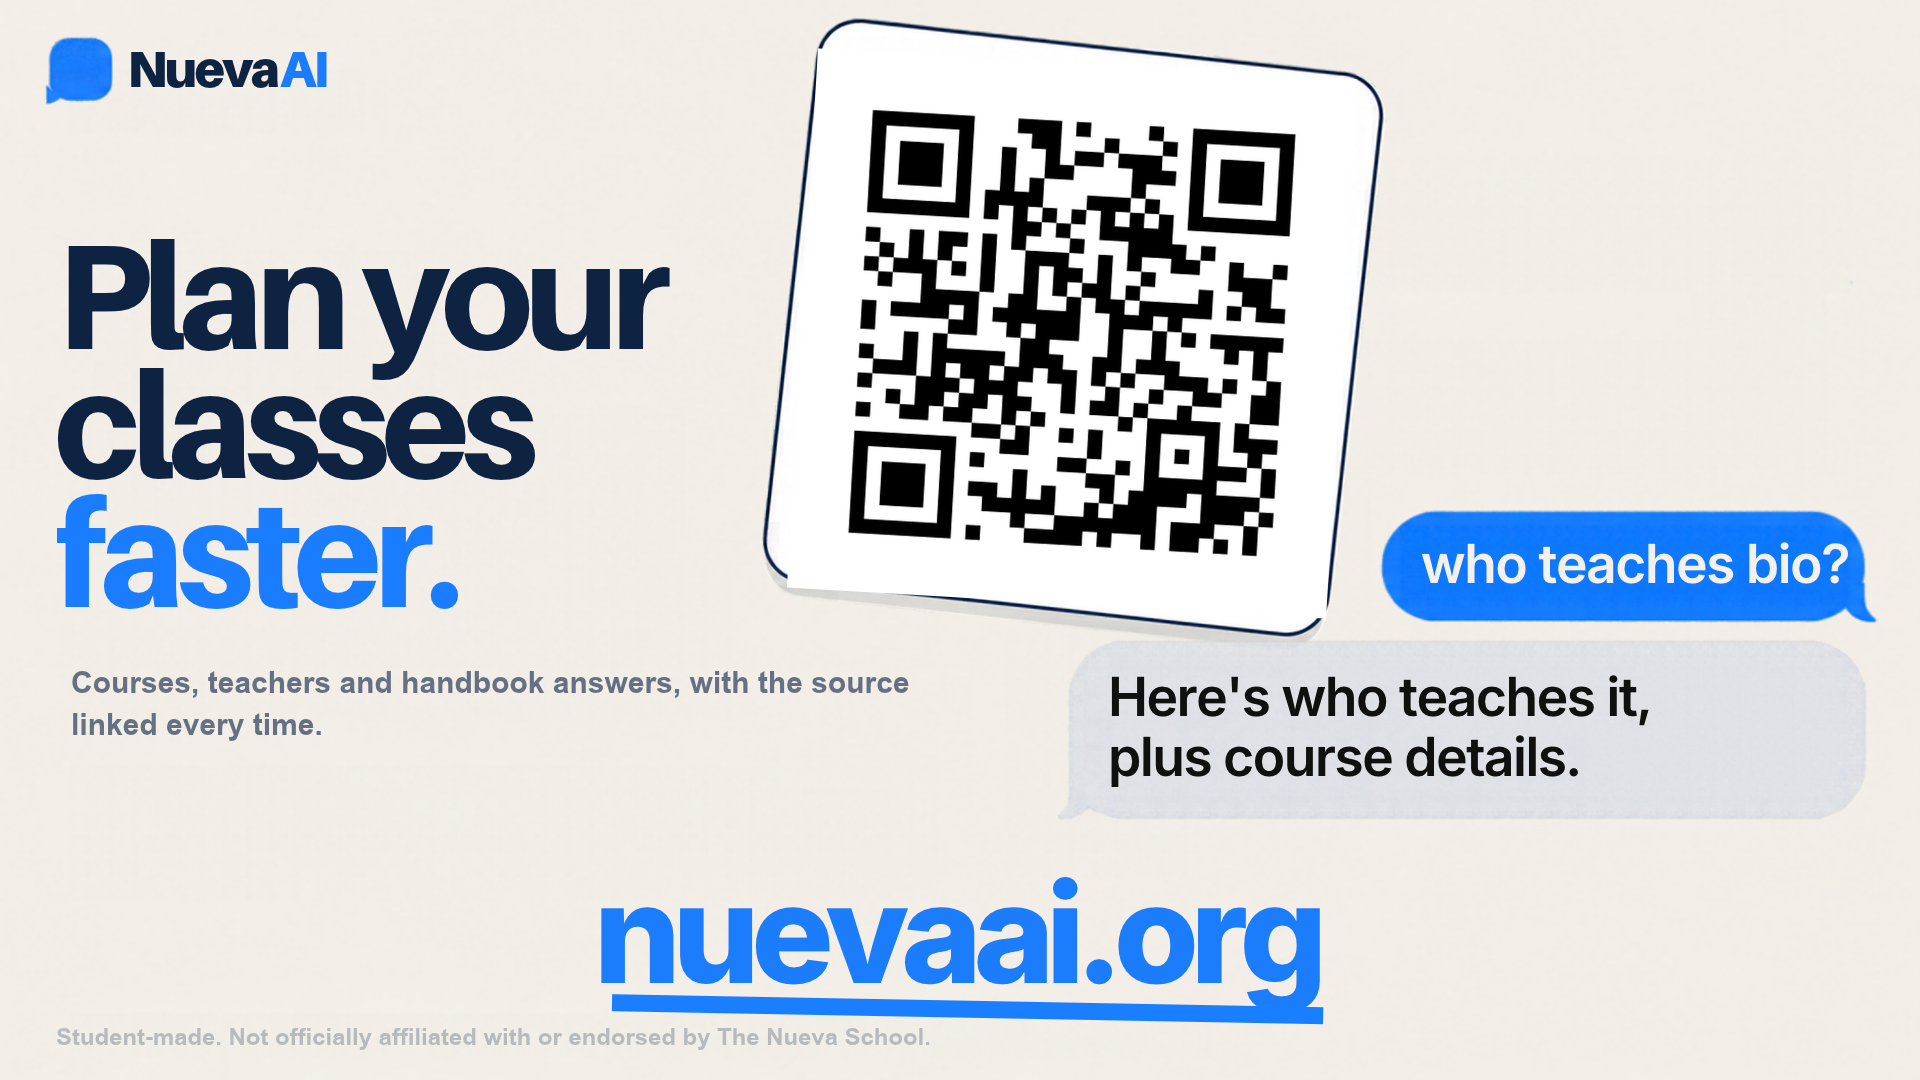 NuevaAI
Plan your
classes
faster.
Courses, teachers and handbook answers, with the source
linked every time.
who teaches bio?
Here's who teaches it,
plus course details.
nuevaai.org
Student-made. Not officially affiliated with or endorsed by The Nueva School.